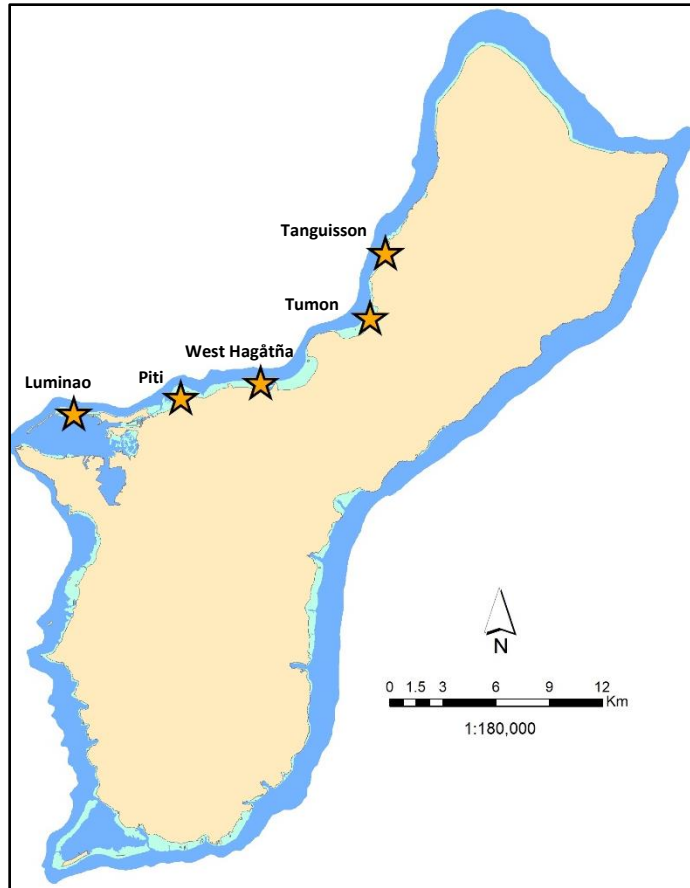 Tanguisson
Tumon
West Hagåtña
Piti
Luminao
N
0 1.5 3 6 9 12
Km
1:180,000